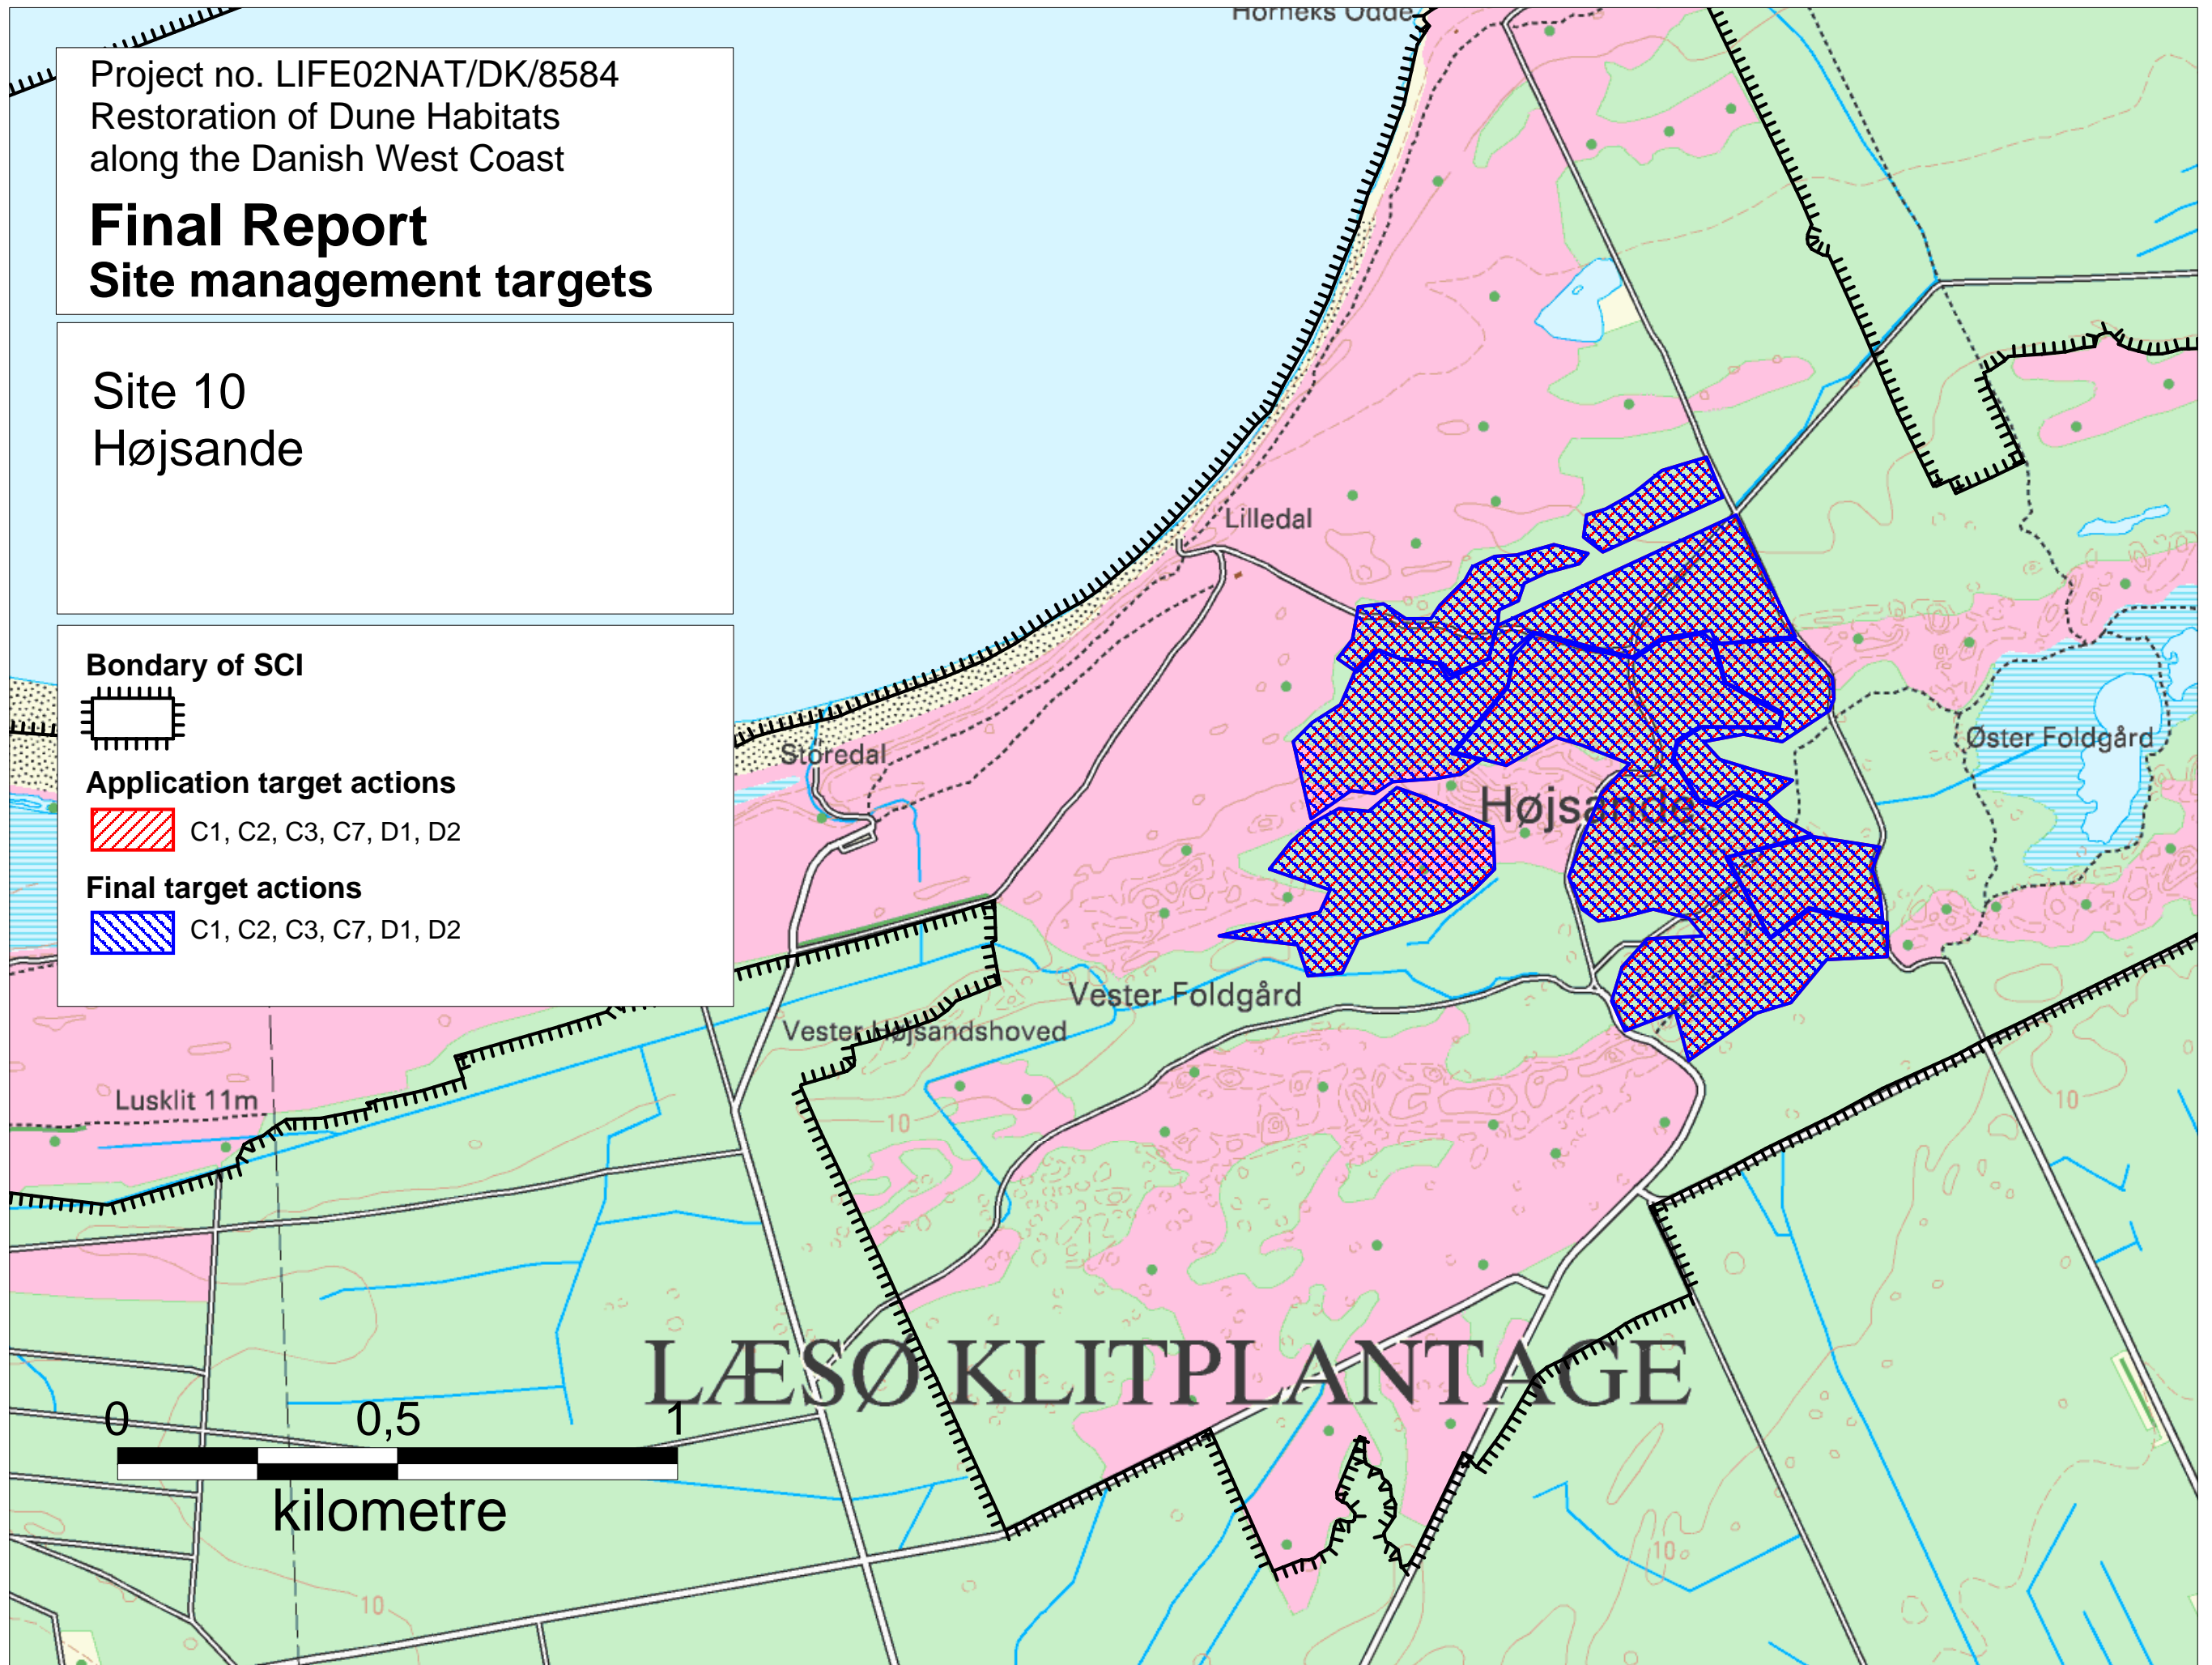 Horneks Odde
Project no. LIFE02NAT/DK/8584
Restoration of Dune Habitats
along the Danish West Coast
Final Report
Site management targets
Site 10
Højsande
Bondary of SCI
Application target actions
C1, C2, C3, C7, D1, D2
Final target actions
C1, C2, C3, C7, D1, D2
Lilledal
Storedal
Øster Foldgård
Højsande
Vester Foldgård
Vester Højsandshoved
Lusklit 11m
10
10
LÆSØ KLITPLANTAGE
0 0,5 1
kilometre
10
10